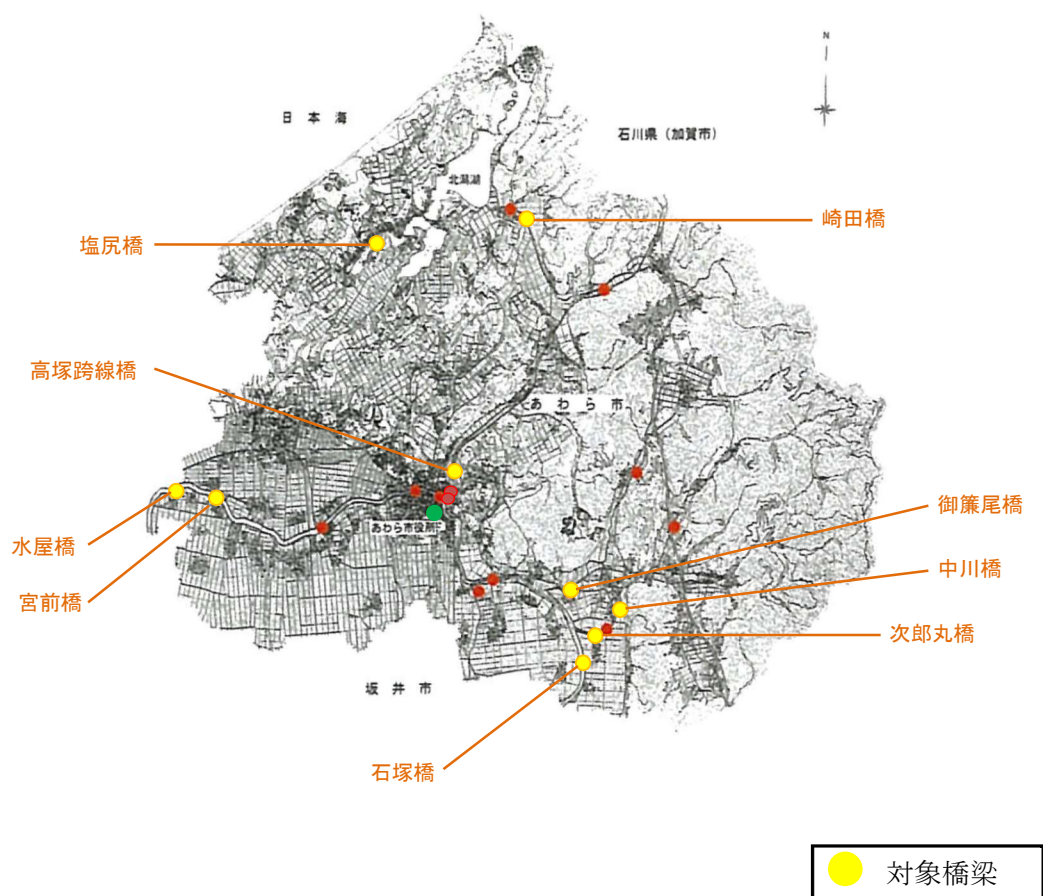 N
日本海
石川県（加賀市）
北潟湖
崎田橋
塩尻橋
高塚跨線橋
あわら市
御簾尾橋
あわら市役所
水屋橋
中川橋
宮前橋
次郎丸橋
坂井市
石塚橋
対象橋梁